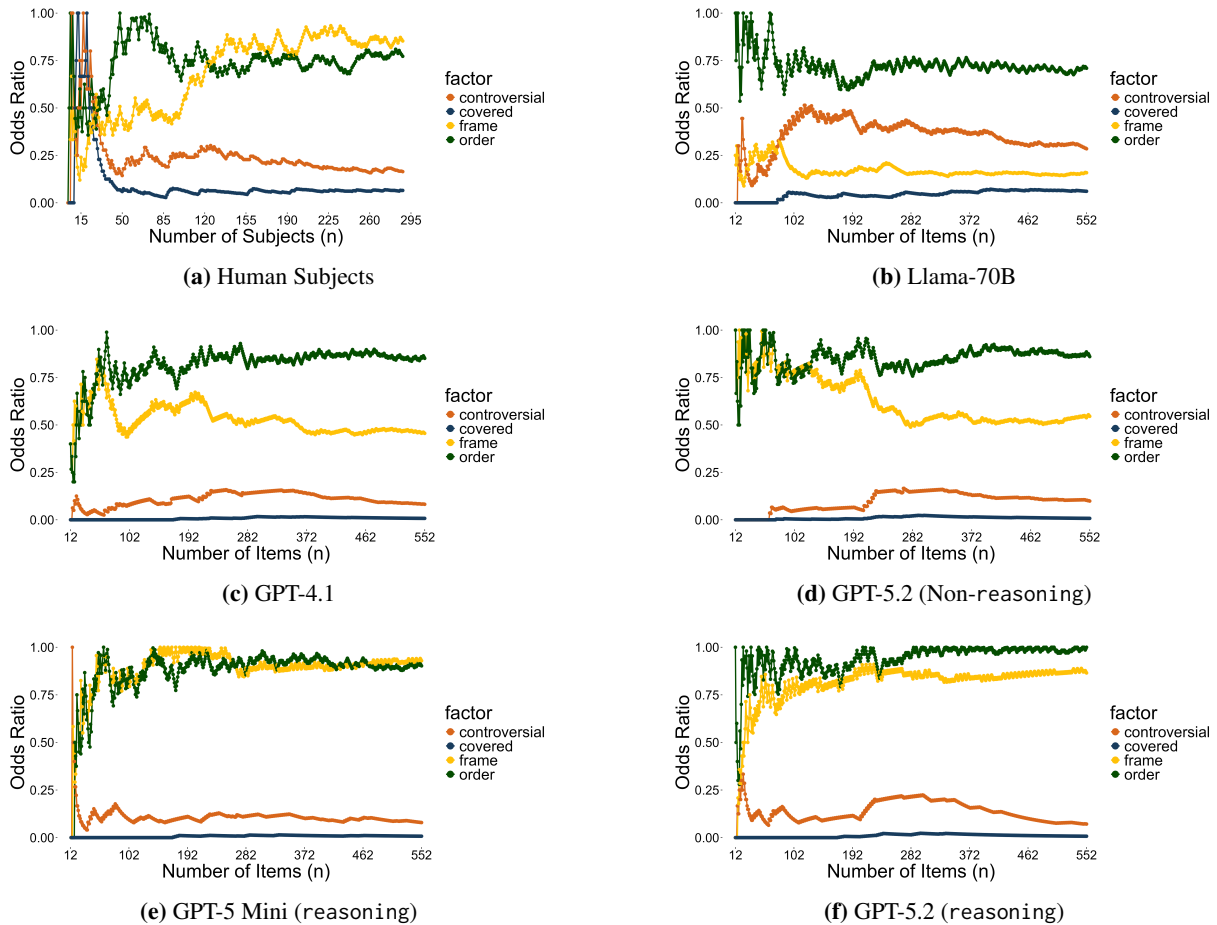 1.00
0.75
0.50
0.25
0.00
Odds Ratio
15 50 85 120 155 190 225 260 295
Number of Subjects (n)
factor
controversial
covered
frame
order
(a) Human Subjects
1.00
0.75
0.50
0.25
0.00
Odds Ratio
12 102 192 282 372 462 552
Number of Items (n)
factor
controversial
covered
frame
order
(b) Llama-70B
1.00
0.75
0.50
0.25
0.00
Odds Ratio
12 102 192 282 372 462 552
Number of Items (n)
factor
controversial
covered
frame
order
(c) GPT-4.1
1.00
0.75
0.50
0.25
0.00
Odds Ratio
12 102 192 282 372 462 552
Number of Items (n)
factor
controversial
covered
frame
order
(d) GPT-5.2 (Non-reasoning)
1.00
0.75
0.50
0.25
0.00
Odds Ratio
12 102 192 282 372 462 552
Number of Items (n)
factor
controversial
covered
frame
order
(e) GPT-5 Mini (reasoning)
1.00
0.75
0.50
0.25
0.00
Odds Ratio
12 102 192 282 372 462 552
Number of Items (n)
factor
controversial
covered
frame
order
(f) GPT-5.2 (reasoning)